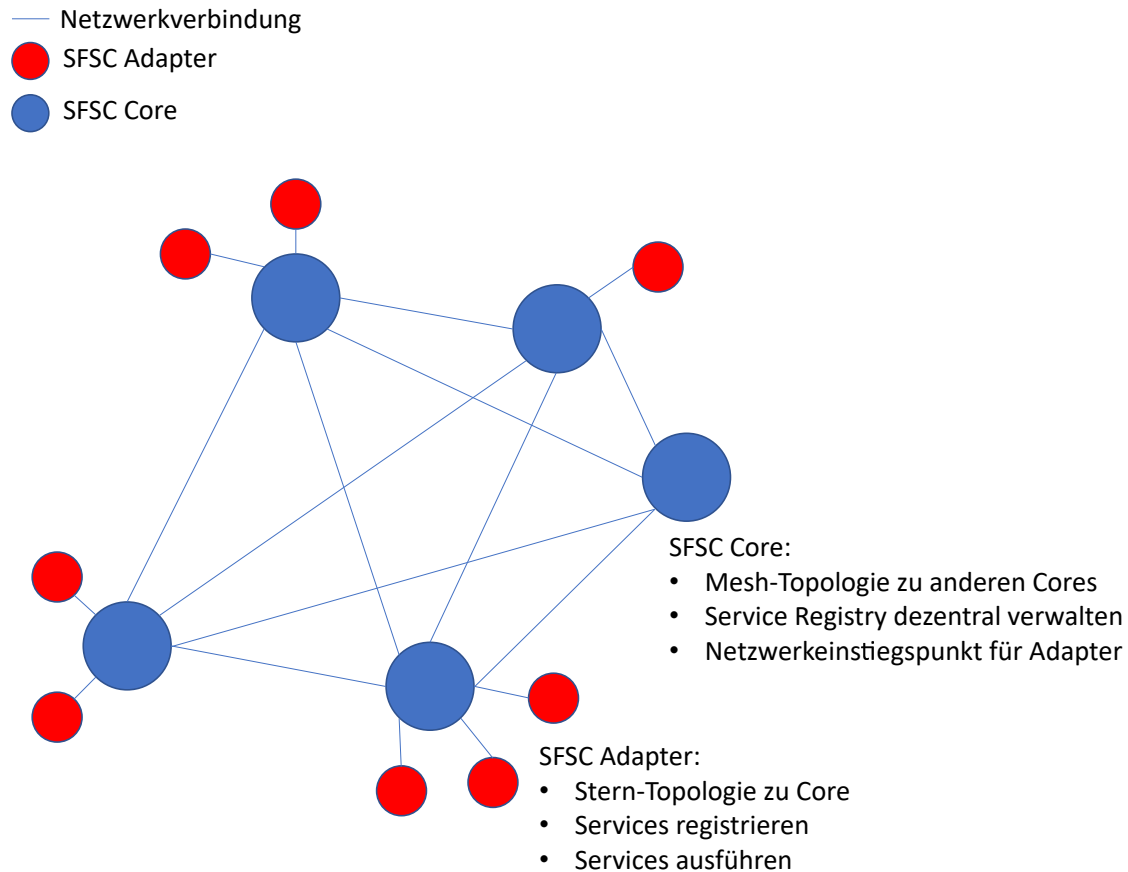 Netzwerkverbindung
SFSC Adapter
SFSC Core
SFSC Core:
• Mesh-Topologie zu anderen Cores
• Service Registry dezentral verwalten
• Netzwerkeinstiegspunkt für Adapter
SFSC Adapter:
• Stern-Topologie zu Core
• Services registrieren
• Services ausführen